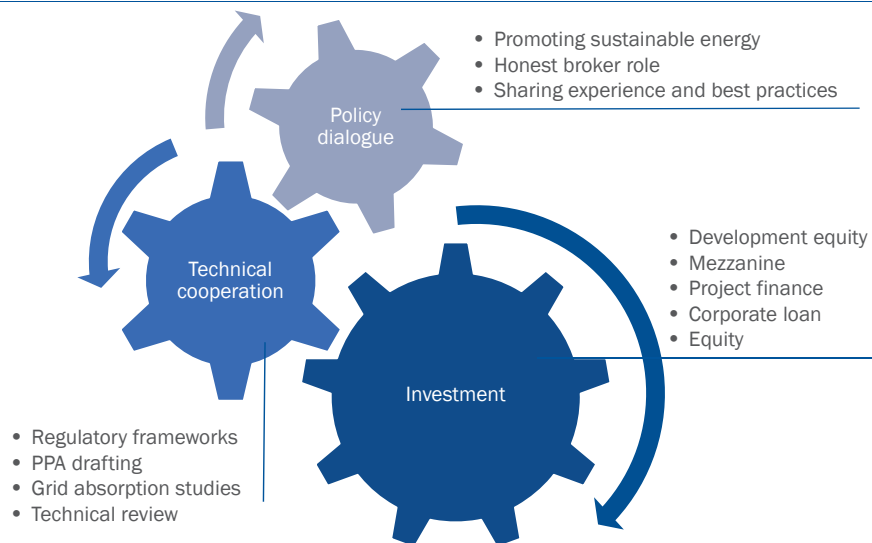 • Promoting sustainable energy
• Honest broker role
• Sharing experience and best practices
Policy
dialogue
Technical
cooperation
• Development equity
• Mezzanine
• Project finance
• Corporate loan
• Equity
Investment
• Regulatory frameworks
• PPA drafting
• Grid absorption studies
• Technical review